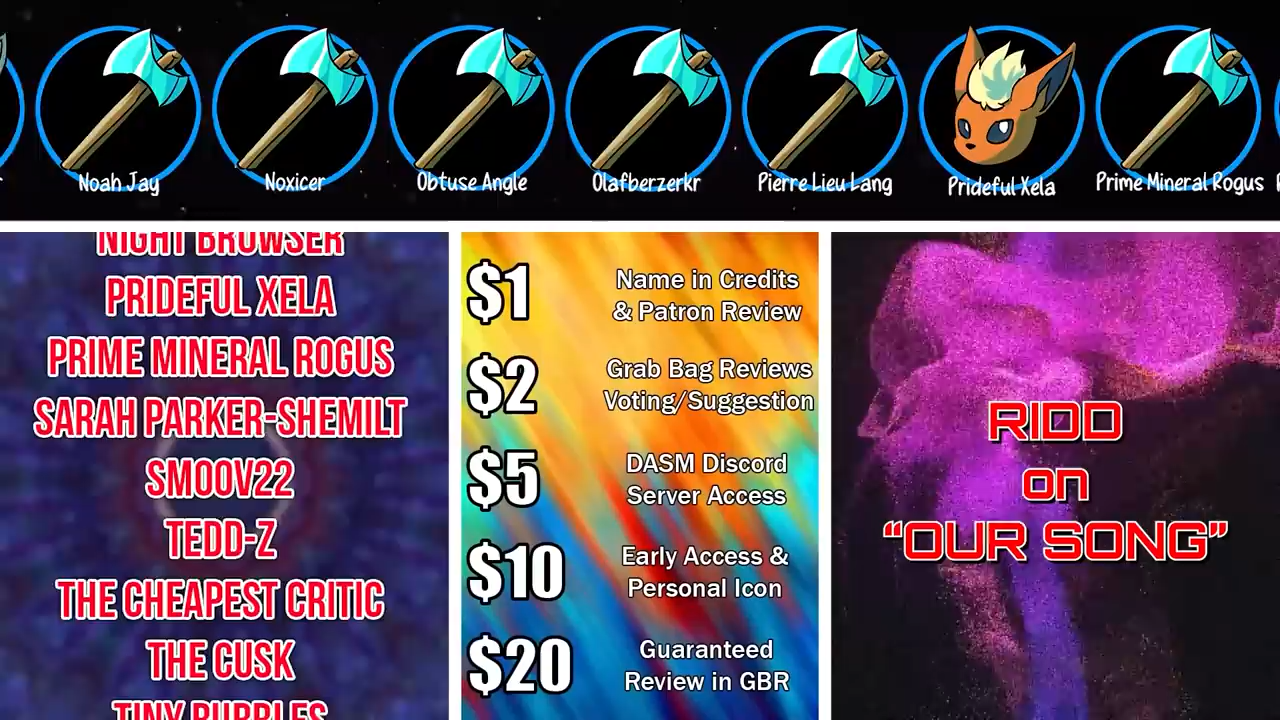 Noah Jay
Noxicer
Obtuse Angle
Olafberzerkr
Pierre Lieu Lang
Prideful Xela
Prime Mineral Rogus
NIGHT BROWSER
PRIDEFUL XELA
PRIME MINERAL ROGUS
SARAH PARKER-SHEMILT
SMOOV22
TEDD-Z
THE CHEAPEST CRITIC
THE CUSK
TINY BUBBLES
$1
Name in Credits
& Patron Review
$2
Grab Bag Reviews
Voting/Suggestion
$5
DASM Discord
Server Access
$10
Early Access &
Personal Icon
$20
Guaranteed
Review in GBR
RIDD
on
“OUR SONG”